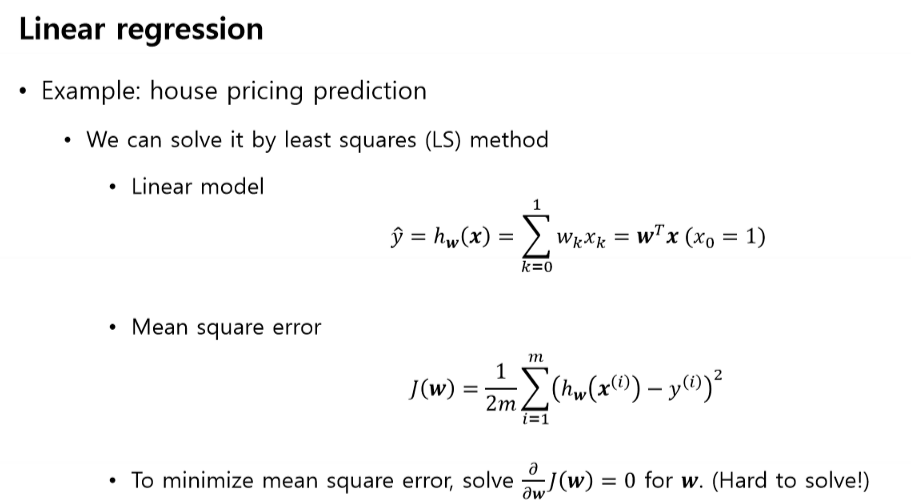 Linear regression
• Example: house pricing prediction
• We can solve it by least squares (LS) method
• Linear model
$\hat{y} = h_{\boldsymbol{w}}(\boldsymbol{x}) = \sum_{k=0}^{1} w_k x_k = \boldsymbol{w}^T \boldsymbol{x} \; (x_0 = 1)$
• Mean square error
$J(\boldsymbol{w}) = \frac{1}{2m} \sum_{i=1}^{m} \left( h_{\boldsymbol{w}}(\boldsymbol{x}^{(i)}) - y^{(i)} \right)^2$
• To minimize mean square error, solve $\frac{\partial}{\partial \boldsymbol{w}} J(\boldsymbol{w}) = 0$ for $\boldsymbol{w}$. (Hard to solve!)